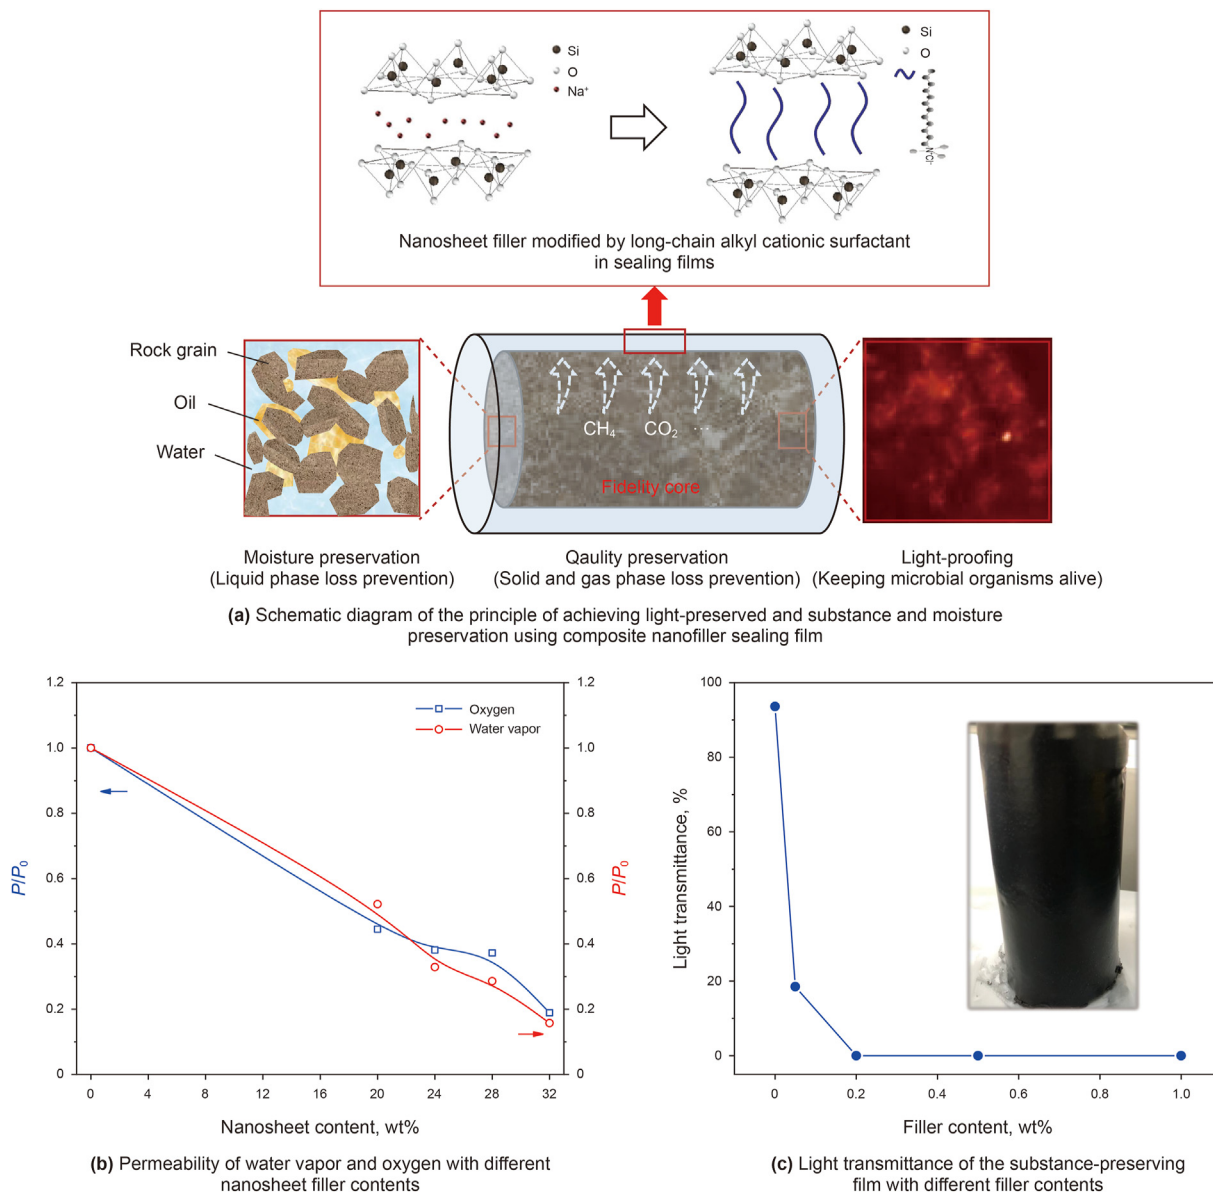 Si
O
Na⁺
Si
O
N⁺Cl⁻
Nanosheet filler modified by long-chain alkyl cationic surfactant
in sealing films
Rock grain
Oil
Water
CH₄
CO₂
...
Fidelity core
Moisture preservation
(Liquid phase loss prevention)
Qaulity preservation
(Solid and gas phase loss prevention)
Light-proofing
(Keeping microbial organisms alive)
(a) Schematic diagram of the principle of achieving light-preserved and substance and moisture
preservation using composite nanofiller sealing film
1.2
1.0
0.8
0.6
0.4
0.2
0
P/P₀
Oxygen
Water vapor
1.2
1.0
0.8
0.6
0.4
0.2
0
P/P₀
0 4 8 12 16 20 24 28 32
Nanosheet content, wt%
(b) Permeability of water vapor and oxygen with different
nanosheet filler contents
100
80
60
40
20
0
Light transmittance, %
0 0.2 0.4 0.6 0.8 1.0
Filler content, wt%
(c) Light transmittance of the substance-preserving
film with different filler contents